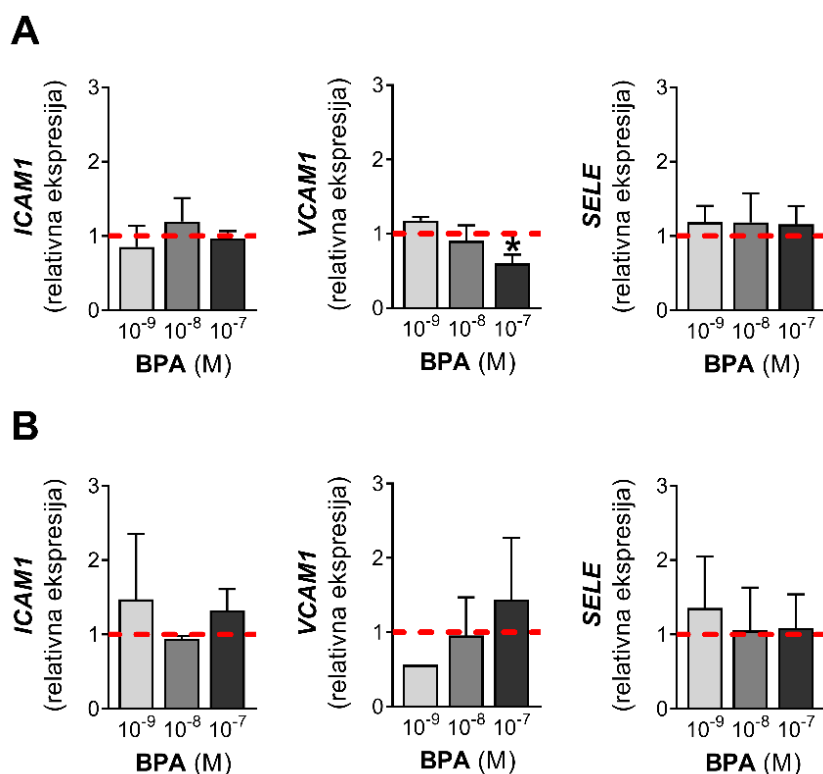 A
ICAM1
(relativna ekspresija)
3
2
1
0
10⁻⁹ 10⁻⁸ 10⁻⁷
BPA (M)
VCAM1
(relativna ekspresija)
3
2
1
0
*
10⁻⁹ 10⁻⁸ 10⁻⁷
BPA (M)
SELE
(relativna ekspresija)
3
2
1
0
10⁻⁹ 10⁻⁸ 10⁻⁷
BPA (M)
B
ICAM1
(relativna ekspresija)
3
2
1
0
10⁻⁹ 10⁻⁸ 10⁻⁷
BPA (M)
VCAM1
(relativna ekspresija)
3
2
1
0
10⁻⁹ 10⁻⁸ 10⁻⁷
BPA (M)
SELE
(relativna ekspresija)
3
2
1
0
10⁻⁹ 10⁻⁸ 10⁻⁷
BPA (M)